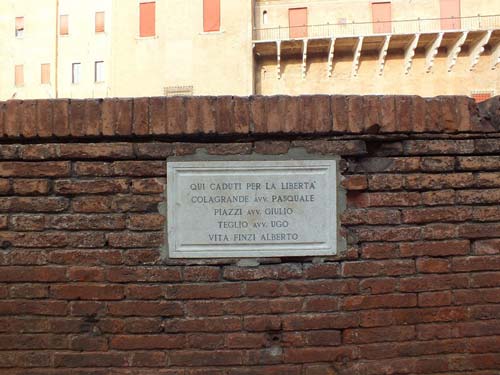 QUI CADUTI PER LA LIBERTA'
COLAGRANDE AVV. PASQUALE
PIAZZI AVV. GIULIO
TEGLIO AVV. UGO
VITA FINZI ALBERTO